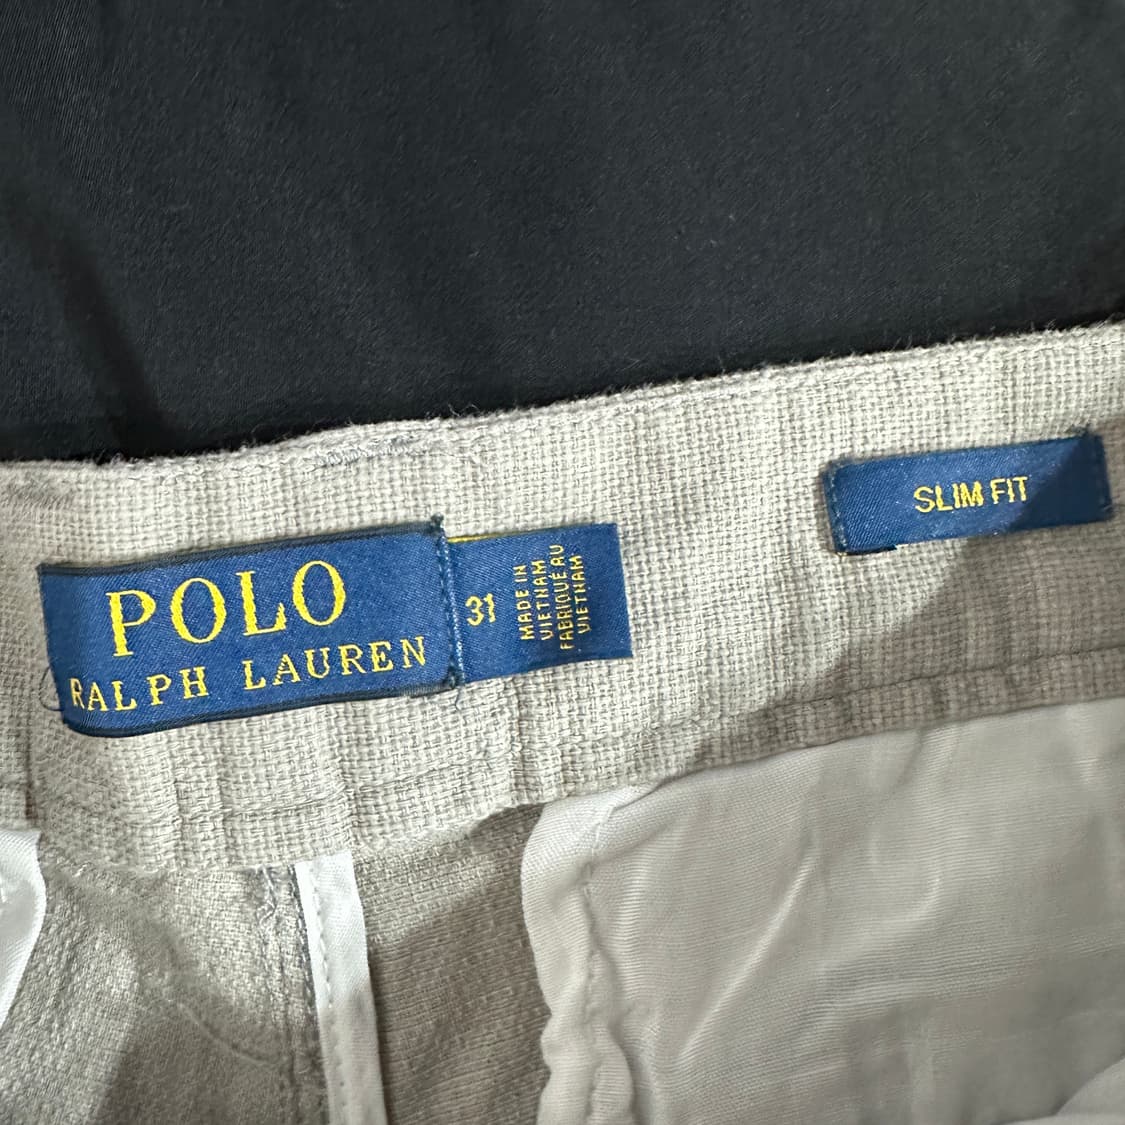 POLO
RALPH LAUREN
31
MADE IN
VIETNAM
FABRIQUÉ AU
VIETNAM
SLIM FIT